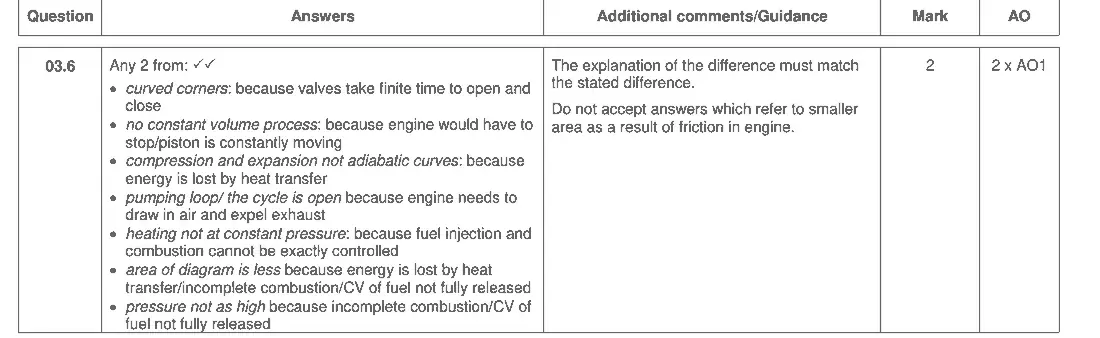 Question Answers Additional comments/Guidance Mark AO
03.6 Any 2 from: ✓✓ The explanation of the difference must match 2 2 x AO1
the stated difference.
• curved corners: because valves take finite time to open and
close
Do not accept answers which refer to smaller
• no constant volume process: because engine would have to
area as a result of friction in engine.
stop/piston is constantly moving
• compression and expansion not adiabatic curves: because
energy is lost by heat transfer
• pumping loop/ the cycle is open because engine needs to
draw in air and expel exhaust
• heating not at constant pressure: because fuel injection and
combustion cannot be exactly controlled
• area of diagram is less because energy is lost by heat
transfer/incomplete combustion/CV of fuel not fully released
• pressure not as high because incomplete combustion/CV of
fuel not fully released